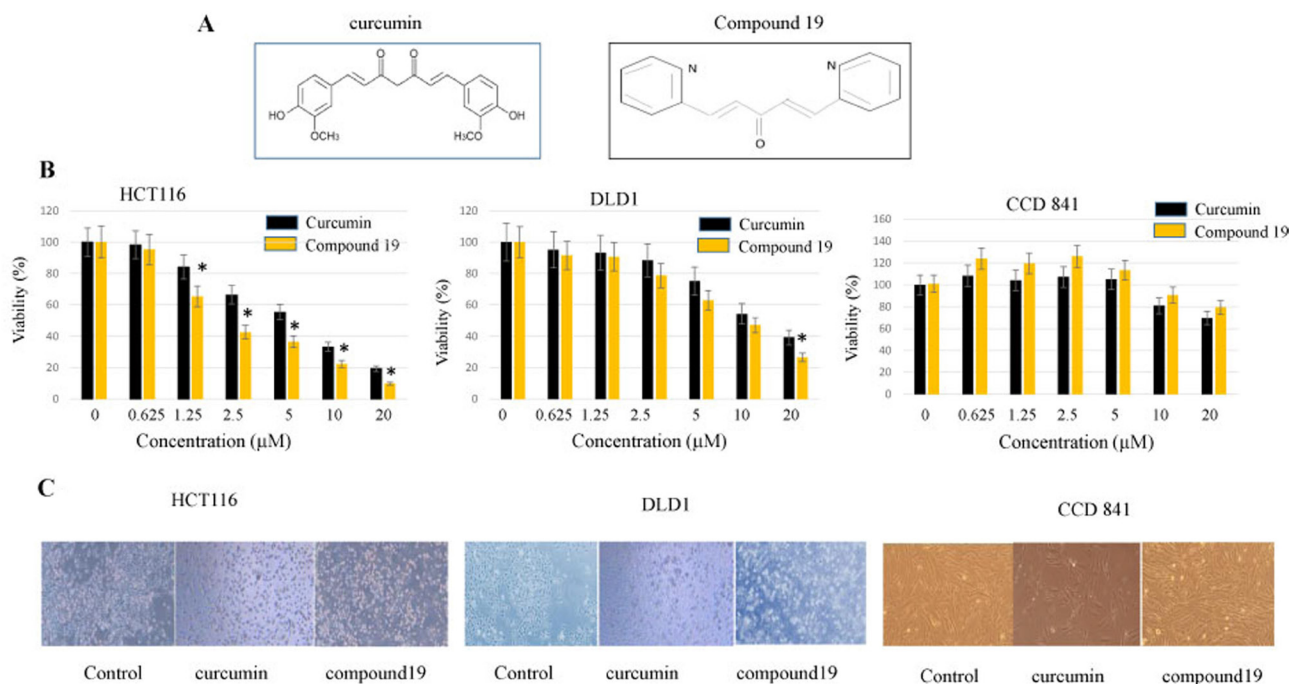 A
curcumin
Compound 19
O O
HO
OCH3
H3CO
OH
N
N
O
B
HCT116
DLD1
CCD 841
Curcumin
Compound 19
Viability (%)
120
100
80
60
40
20
0
* * * * *
0 0.625 1.25 2.5 5 10 20
Concentration (µM)
Curcumin
Compound 19
Viability (%)
120
100
80
60
40
20
0
*
0 0.625 1.25 2.5 5 10 20
Concentration (µM)
Curcumin
Compound 19
Viability (%)
160
140
120
100
80
60
40
20
0
0 0.625 1.25 2.5 5 10 20
Concentration (µM)
C
HCT116
DLD1
CCD 841
Control curcumin compound19
Control curcumin compound19
Control curcumin compound19